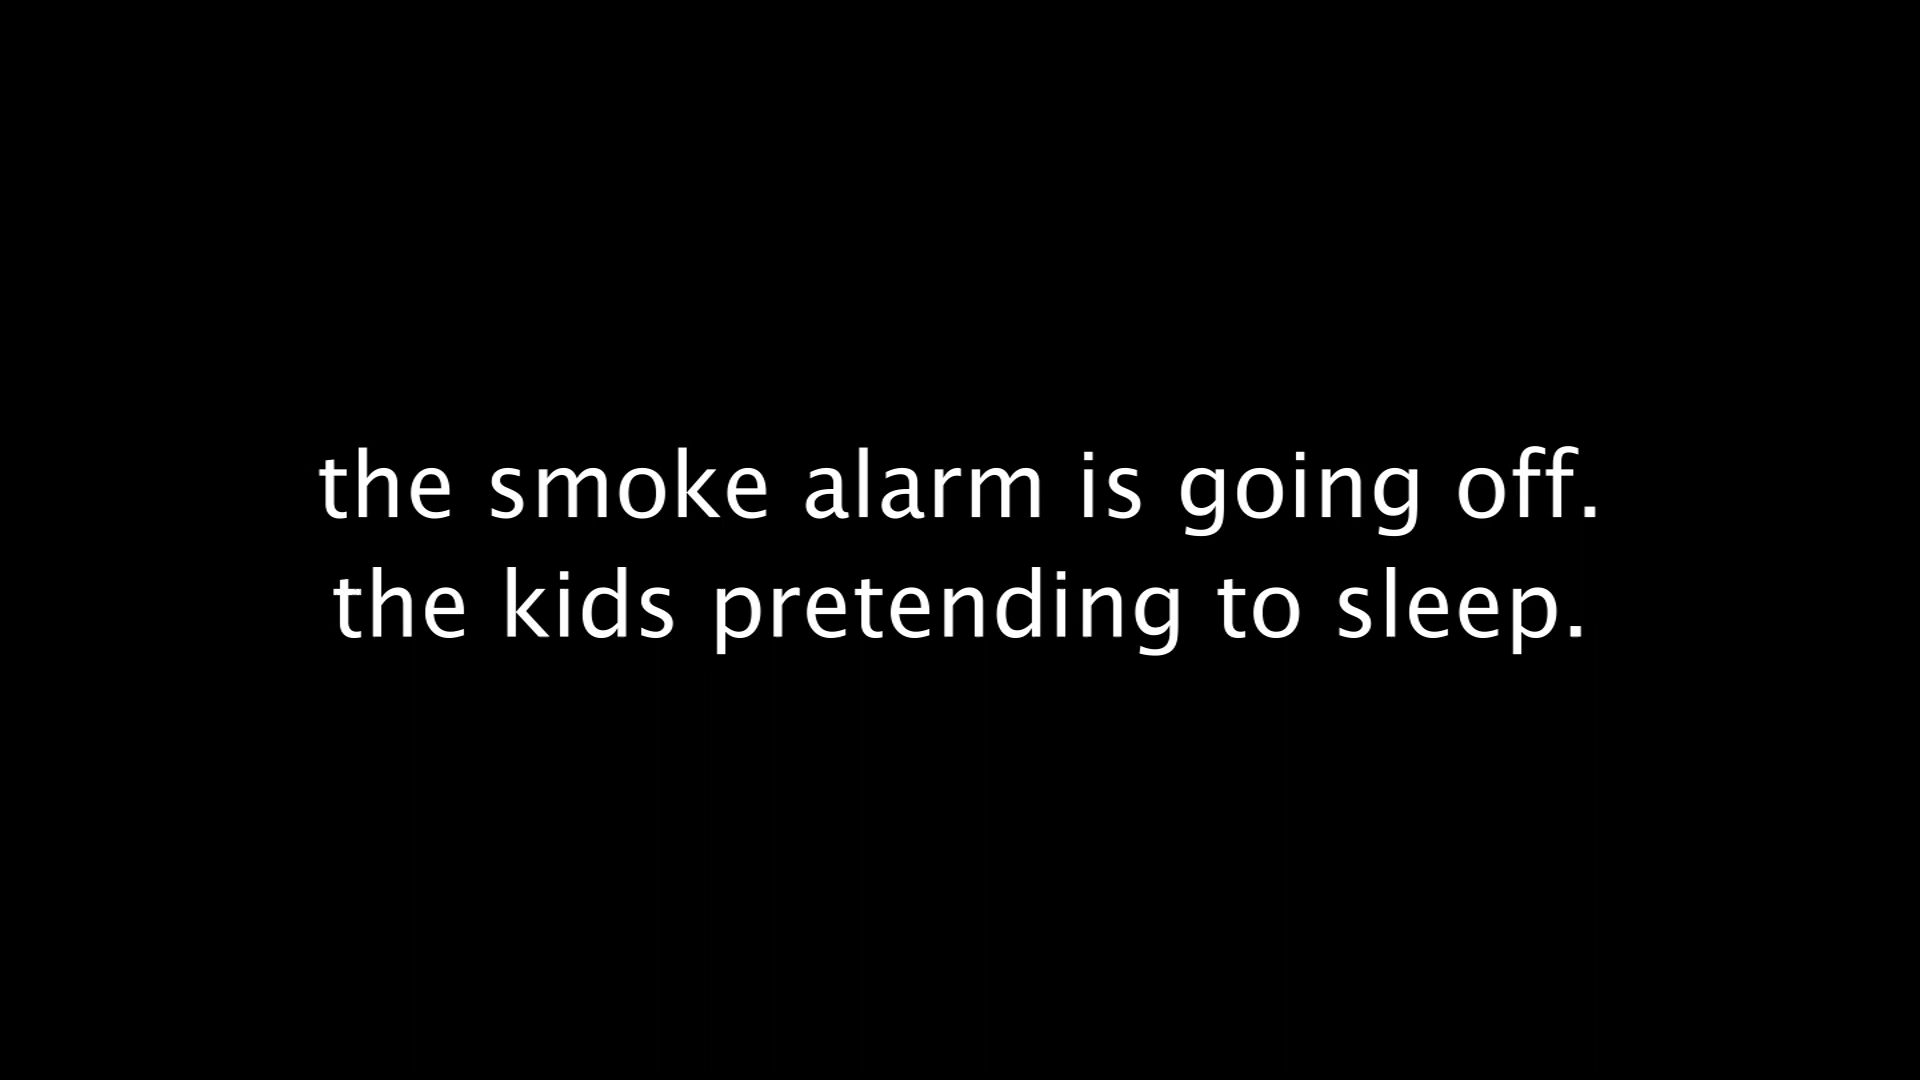 the smoke alarm is going off.
the kids pretending to sleep.